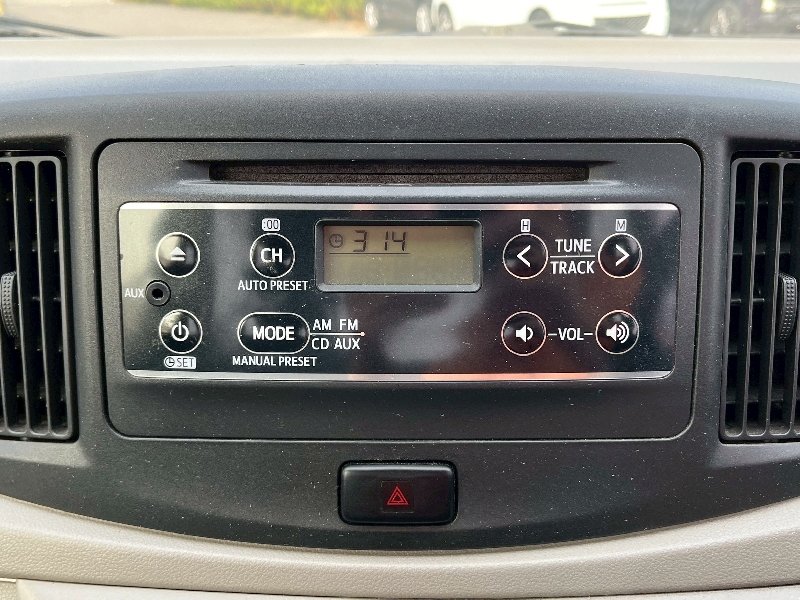 :00
H
M
3 14
CH
TUNE
TRACK
AUTO PRESET
AUX
MODE
AM FM
CD AUX
VOL
SET
MANUAL PRESET